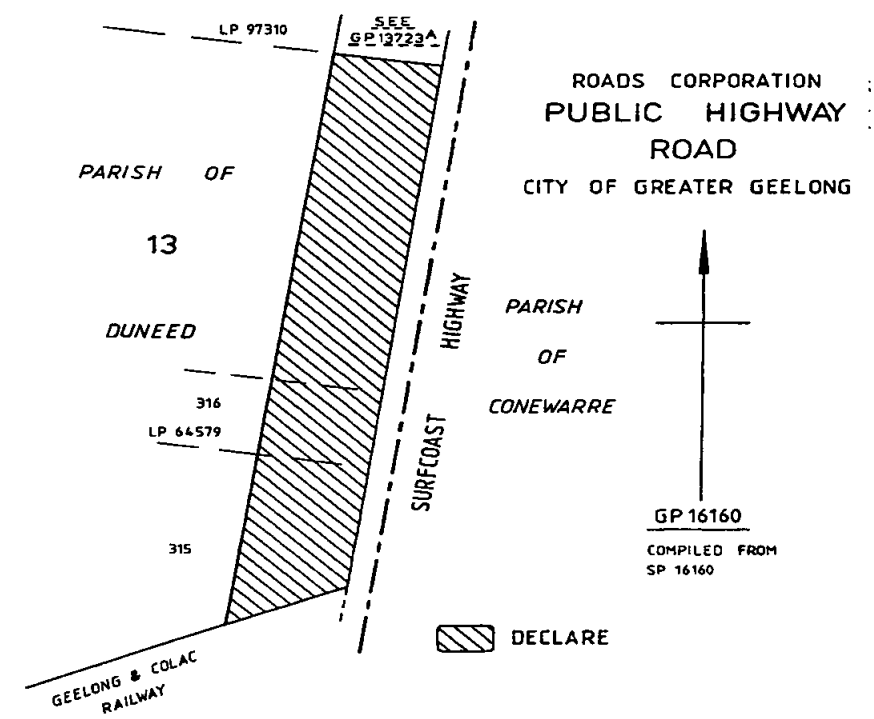 LP 97310
SEE
GP 13723A
ROADS CORPORATION
PUBLIC HIGHWAY
ROAD
CITY OF GREATER GEELONG
PARISH OF
13
DUNEED
316
LP 64579
315
SURFCOAST HIGHWAY
PARISH
OF
CONEWARRE
GP 16160
COMPILED FROM
SP 16160
DECLARE
GEELONG & COLAC
RAILWAY